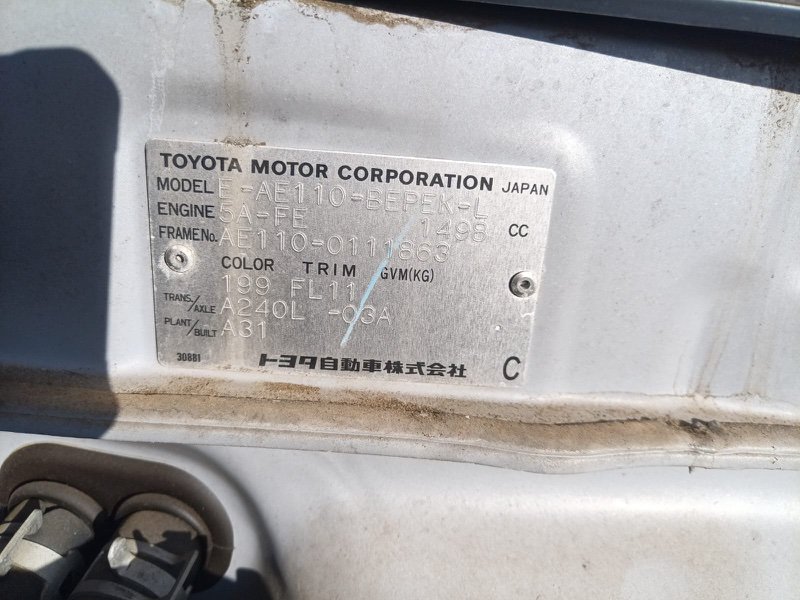 TOYOTA MOTOR CORPORATION JAPAN
MODEL E-AE110-BEPEK-L
ENGINE 5A-FE 1498 CC
FRAME No. AE110-0111863
COLOR TRIM GVM(KG)
199 FL11
TRANS./AXLE A240L -03A
PLANT/BUILT A31
30881 トヨタ自動車株式会社 C